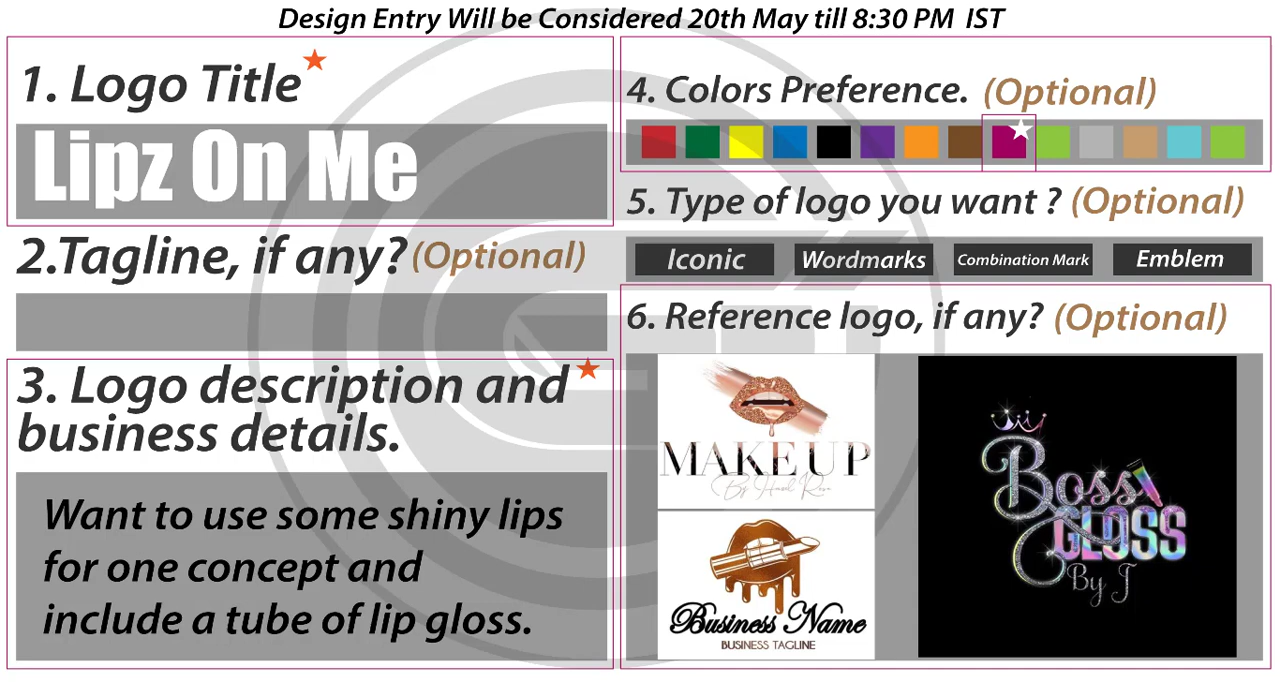 Design Entry Will be Considered 20th May till 8:30 PM IST
1. Logo Title
Lipz On Me
2.Tagline, if any? (Optional)
3. Logo description and
business details.
Want to use some shiny lips
for one concept and
include a tube of lip gloss.
4. Colors Preference. (Optional)
5. Type of logo you want ? (Optional)
Iconic
Wordmarks
Combination Mark
Emblem
6. Reference logo, if any? (Optional)
MAKEUP
By Hazel Rose
Business Name
BUSINESS TAGLINE
Boss
GLOSS
By J